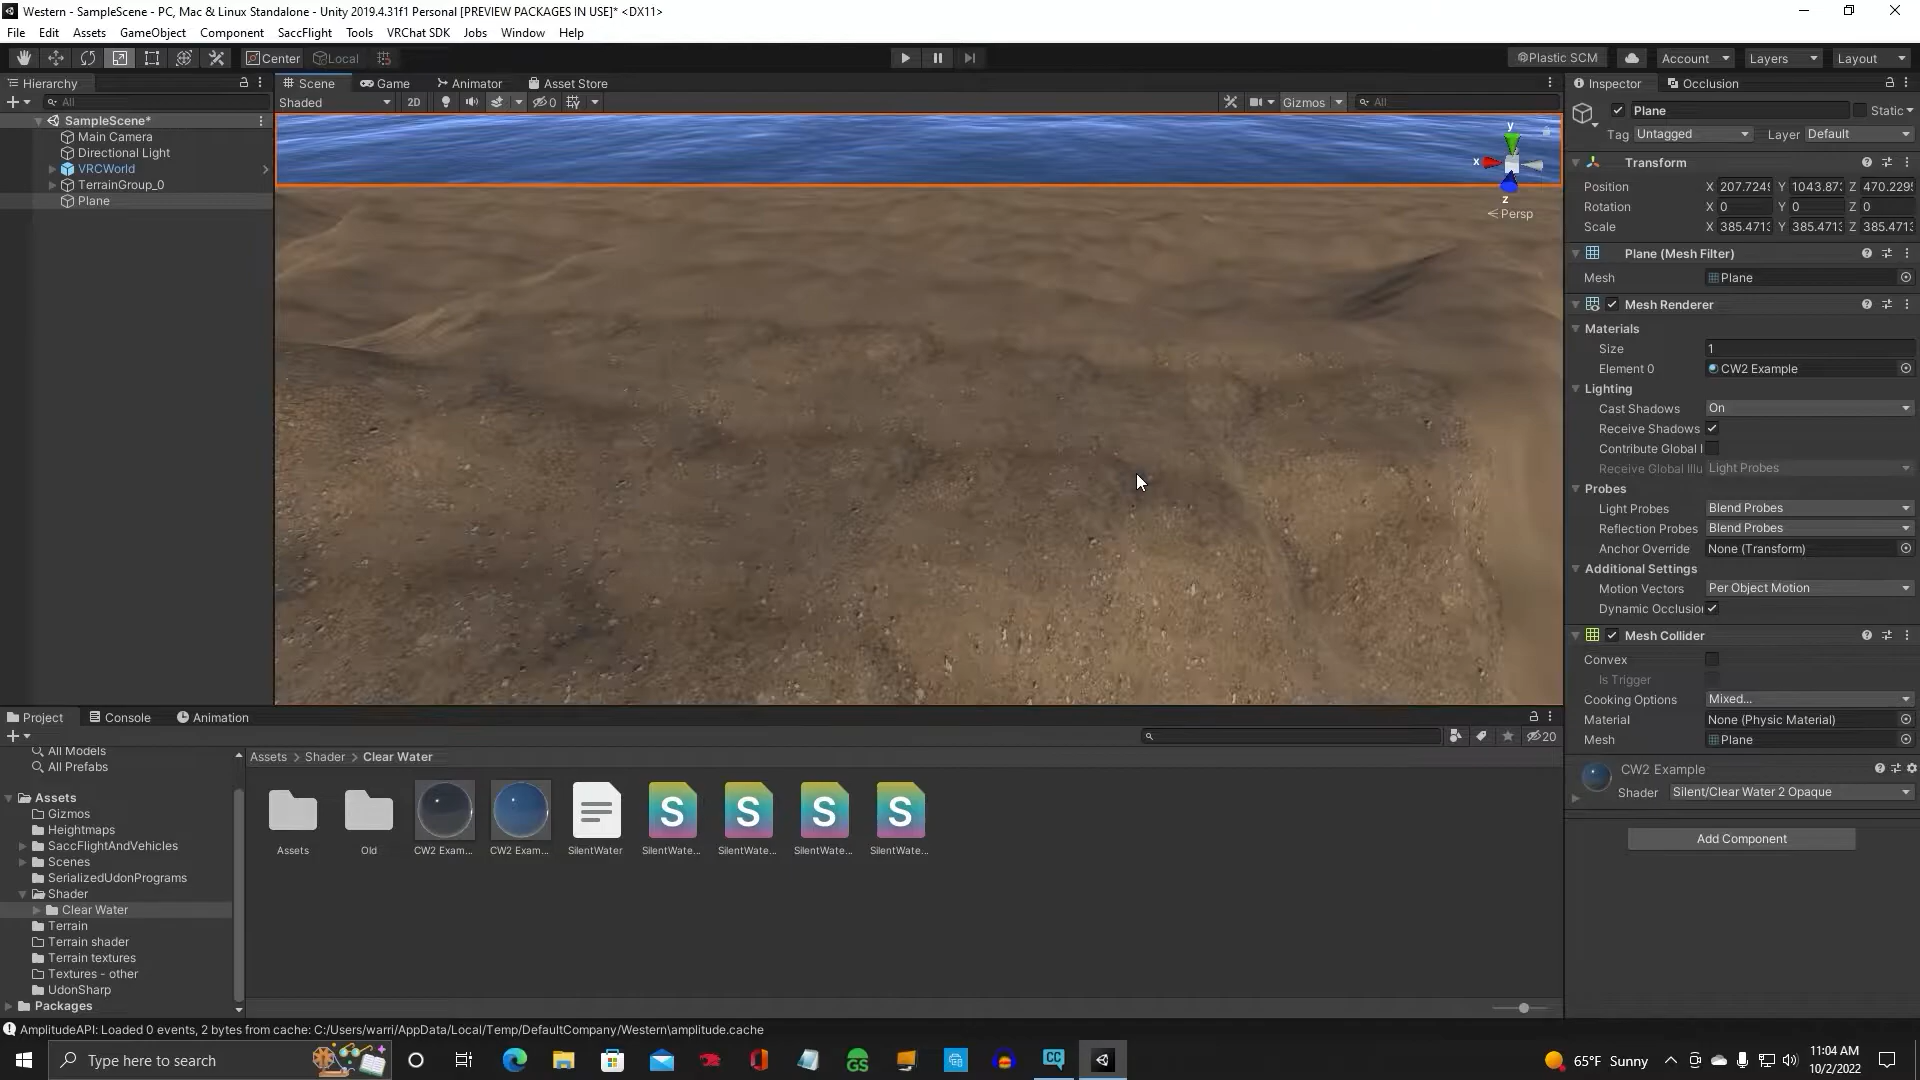 Western - SampleScene - PC, Mac & Linux Standalone - Unity 2019.4.31f1 Personal [PREVIEW PACKAGES IN USE]* <DX11>
File Edit Assets GameObject Component SaccFlight Tools VRChat SDK Jobs Window Help
Center Local Plastic SCM Account Layers Layout
Hierarchy Scene Game Animator Asset Store Inspector Occlusion
All Shaded 2D 0 Gizmos All
Plane Static
SampleScene*
Main Camera
Directional Light
VRCWorld
TerrainGroup_0
Plane
y
x
z
Persp
Tag Untagged Layer Default
Transform
Position X 207.7249 Y 1043.87: Z 470.2295
Rotation X 0 Y 0 Z 0
Scale X 385.4713 Y 385.4713 Z 385.4713
Plane (Mesh Filter)
Mesh Plane
Mesh Renderer
Materials
Size 1
Element 0 CW2 Example
Lighting
Cast Shadows On
Receive Shadows
Contribute Global I
Receive Global Illu Light Probes
Probes
Light Probes Blend Probes
Reflection Probes Blend Probes
Anchor Override None (Transform)
Additional Settings
Motion Vectors Per Object Motion
Dynamic Occlusion
Mesh Collider
Convex
Is Trigger
Cooking Options Mixed...
Material None (Physic Material)
Mesh Plane
CW2 Example
Shader Silent/Clear Water 2 Opaque
Add Component
Project Console Animation
20
All Models
All Prefabs
Assets
Gizmos
Heightmaps
SaccFlightAndVehicles
Scenes
SerializedUdonPrograms
Shader
Clear Water
Terrain
Terrain shader
Terrain textures
Textures - other
UdonSharp
Packages
Assets > Shader > Clear Water
S S S S
Assets Old CW2 Exam... CW2 Exam... SilentWater SilentWate... SilentWate... SilentWate... SilentWate...
AmplitudeAPI: Loaded 0 events, 2 bytes from cache: C:/Users/warri/AppData/Local/Temp/DefaultCompany/Western\amplitude.cache
Type here to search GS CC 65°F Sunny 11:04 AM
10/2/2022